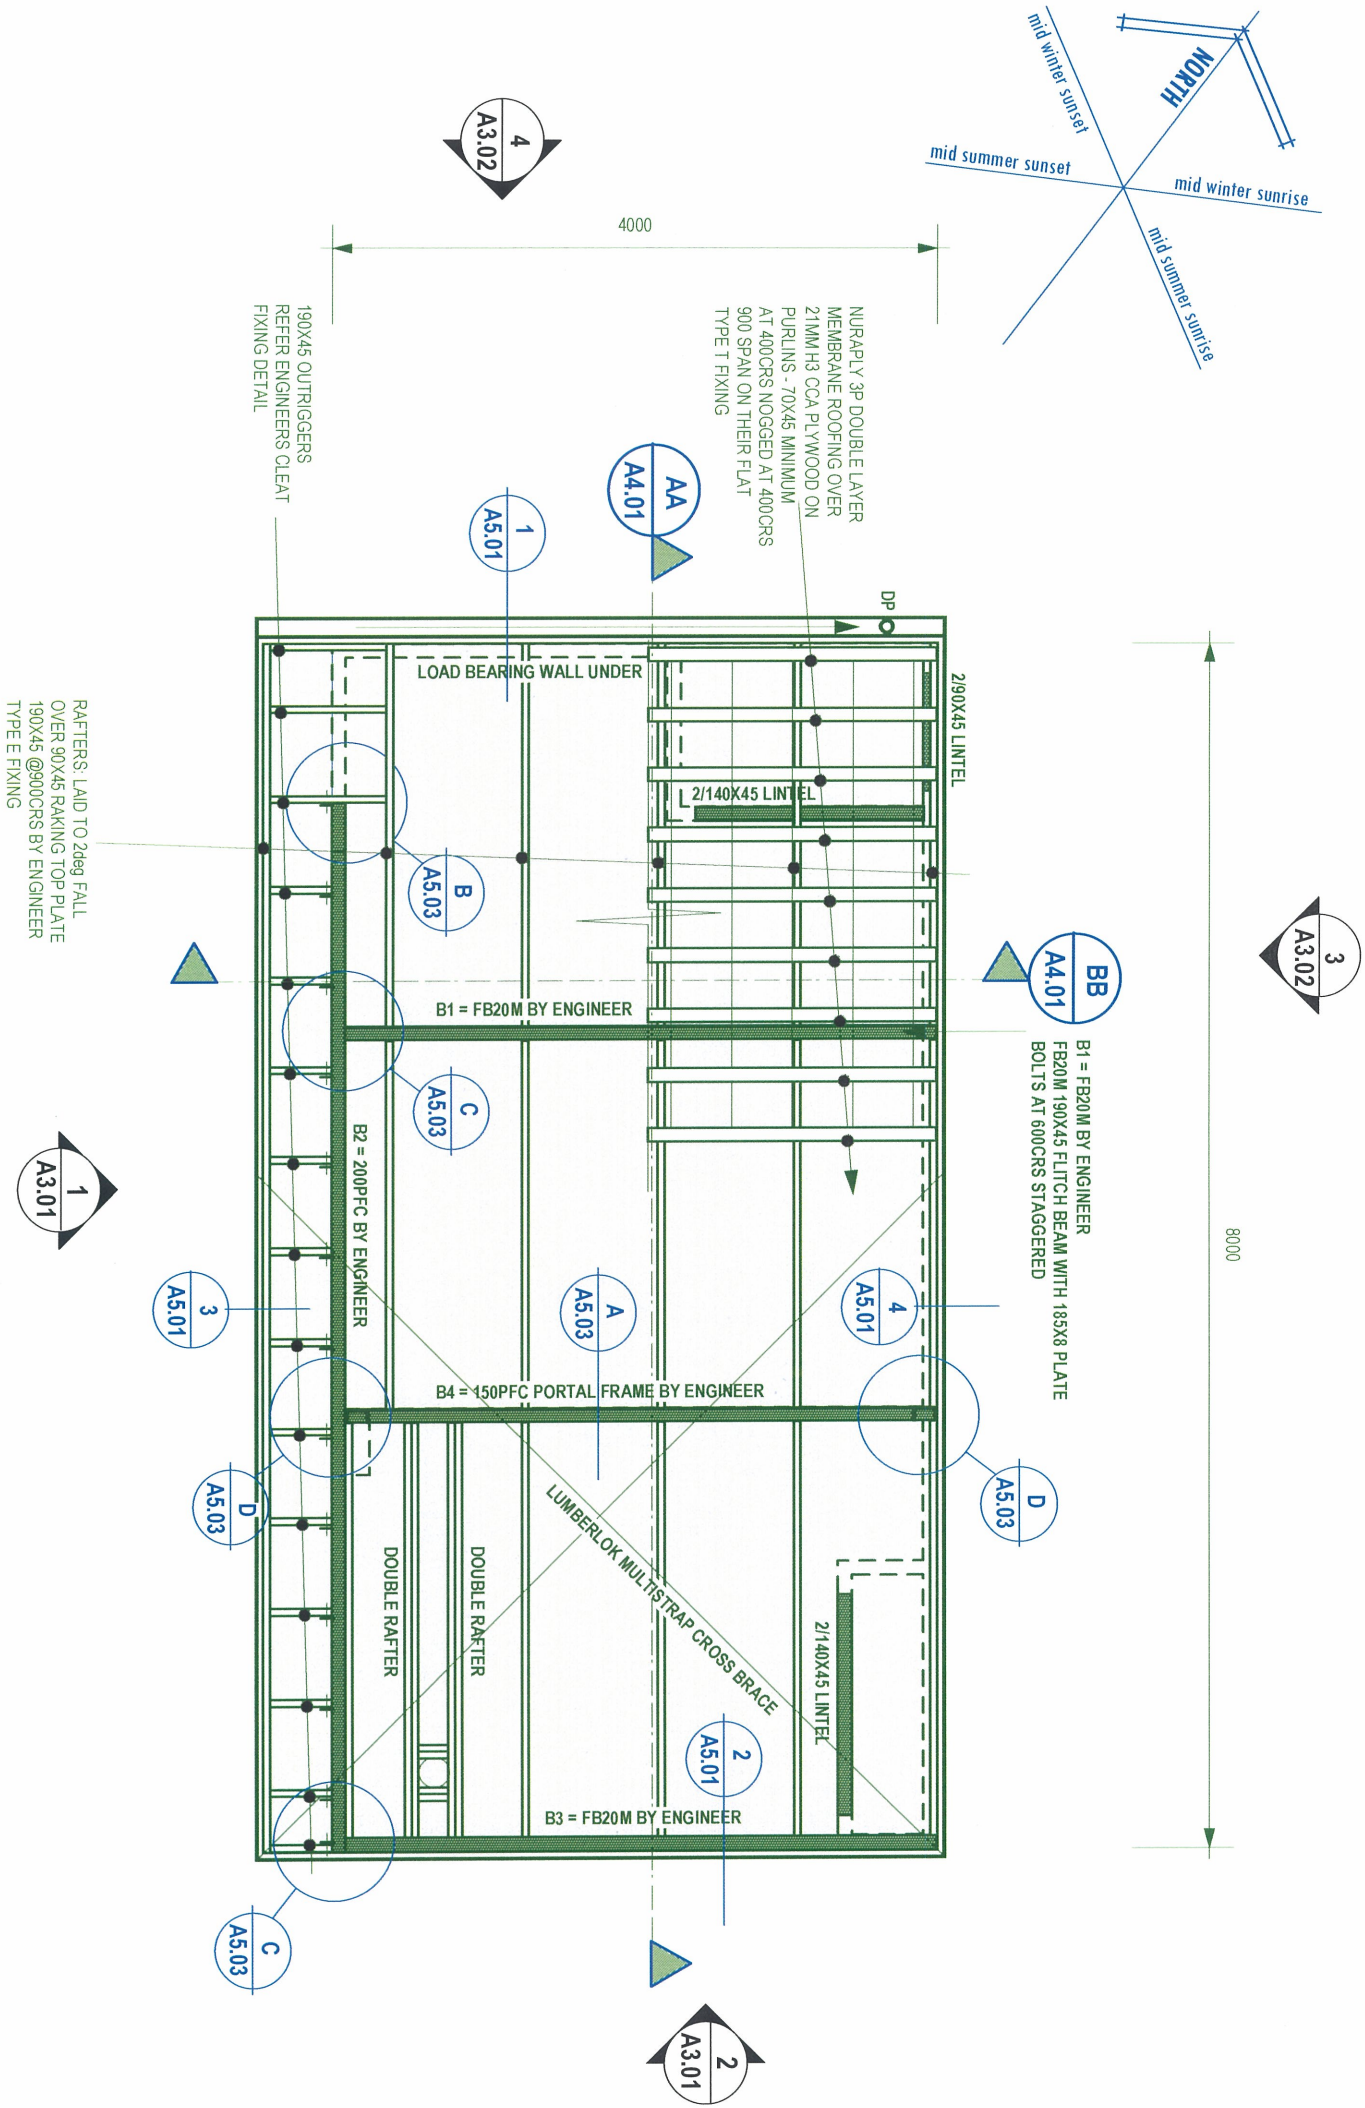 NORTH
mid winter sunset
mid summer sunset
mid winter sunrise
mid summer sunrise
4
A3.02
3
A3.02
8000
4000
NURAPLY 3P DOUBLE LAYER
MEMBRANE ROOFING OVER
21MM H3 CCA PLYWOOD ON
PURLINS - 70X45 MINIMUM
AT 400CRS NOGGED AT 400CRS
900 SPAN ON THEIR FLAT
TYPE T FIXING
190X45 OUTRIGGERS
REFER ENGINEERS CLEAT
FIXING DETAIL
AA
A4.01
1
A5.01
DP
2/90X45 LINTEL
BB
A4.01
B1 = FB20M BY ENGINEER
FB20M 190X45 FLITCH BEAM WITH 185X8 PLATE
BOLTS AT 600CRS STAGGERED
LOAD BEARING WALL UNDER
2/140X45 LINTEL
B
A5.03
B1 = FB20M BY ENGINEER
C
A5.03
B2 = 200PFC BY ENGINEER
4
A5.01
A
A5.03
B4 = 150PFC PORTAL FRAME BY ENGINEER
D
A5.03
LUMBERLOK MULTISTRAP CROSS BRACE
DOUBLE RAFTER
DOUBLE RAFTER
2/140X45 LINTEL
2
A5.01
B3 = FB20M BY ENGINEER
RAFTERS: LAID TO 2deg FALL
OVER 90X45 RAKING TOP PLATE
190X45 @900CRS BY ENGINEER
TYPE E FIXING
1
A3.01
3
A5.01
D
A5.03
C
A5.03
2
A3.01